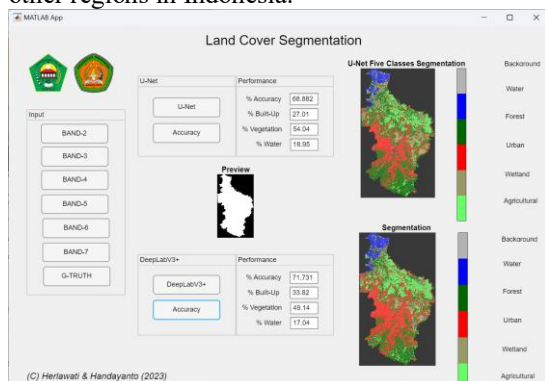 other regions in Indonesia.
MATLAB App
Land Cover Segmentation
Input
BAND-2
BAND-3
BAND-4
BAND-5
BAND-6
BAND-7
G-TRUTH
U-Net
U-Net
Accuracy
Performance
% Accuracy 68.882
% Built-Up 27.01
% Vegetation 54.04
% Water 18.95
Preview
DeepLabV3+
DeepLabV3+
Accuracy
Performance
% Accuracy 71.731
% Built-Up 33.82
% Vegetation 49.14
% Water 17.04
U-Net Five Classes Segmentation
Background
Water
Forest
Urban
Wetland
Agricultural
Segmentation
Background
Water
Forest
Urban
Wetland
Agricultural
(C) Herlawati & Handayanto (2023)